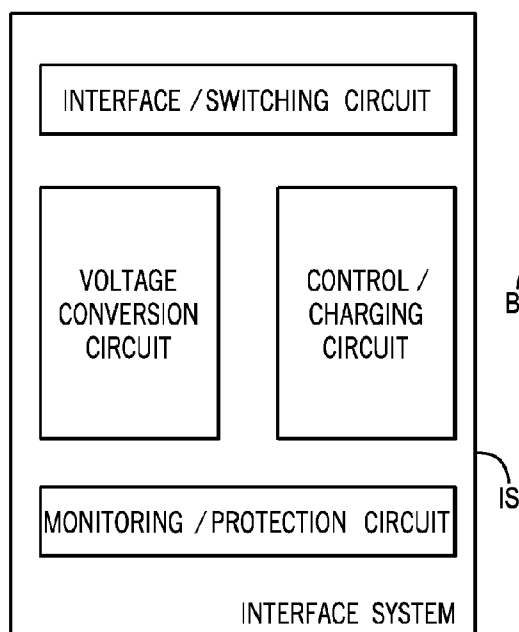 INTERFACE / SWITCHING CIRCUIT
VOLTAGE
CONVERSION
CIRCUIT
CONTROL /
CHARGING
CIRCUIT
B
IS
MONITORING / PROTECTION CIRCUIT
INTERFACE SYSTEM